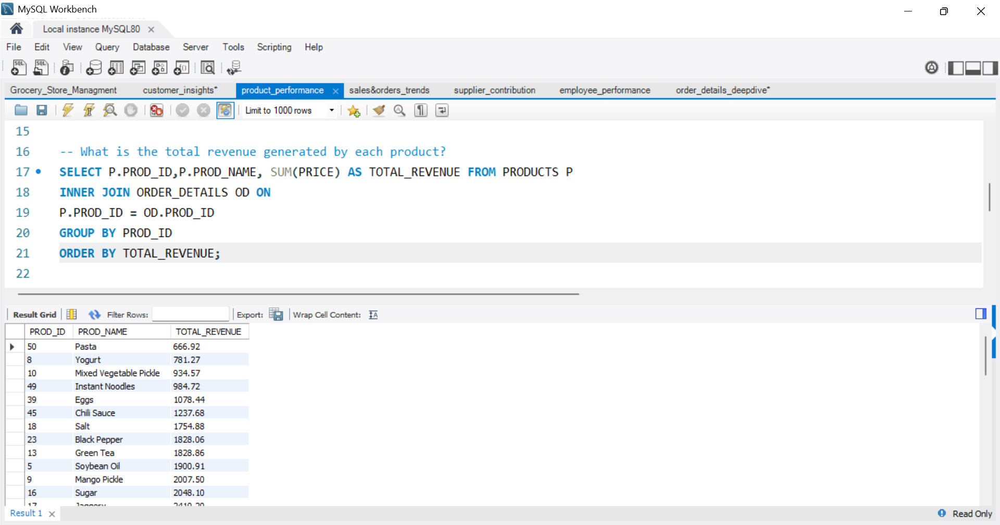 MySQL Workbench
Local instance MySQL80
File Edit View Query Database Server Tools Scripting Help
Grocery_Store_Managment customer_insights* product_performance sales&orders_trends supplier_contribution employee_performance order_details_deepdive*
Limit to 1000 rows
15
16 -- What is the total revenue generated by each product?
17 SELECT P.PROD_ID,P.PROD_NAME, SUM(PRICE) AS TOTAL_REVENUE FROM PRODUCTS P
18 INNER JOIN ORDER_DETAILS OD ON
19 P.PROD_ID = OD.PROD_ID
20 GROUP BY PROD_ID
21 ORDER BY TOTAL_REVENUE;
22
Result Grid Filter Rows: Export: Wrap Cell Content:
PROD_ID PROD_NAME TOTAL_REVENUE
50 Pasta 666.92
8 Yogurt 781.27
10 Mixed Vegetable Pickle 934.57
49 Instant Noodles 984.72
39 Eggs 1078.44
45 Chili Sauce 1237.68
18 Salt 1754.88
23 Black Pepper 1828.06
13 Green Tea 1828.86
5 Soybean Oil 1900.91
9 Mango Pickle 2007.50
16 Sugar 2048.10
17 Jaggery
Result 1 Read Only